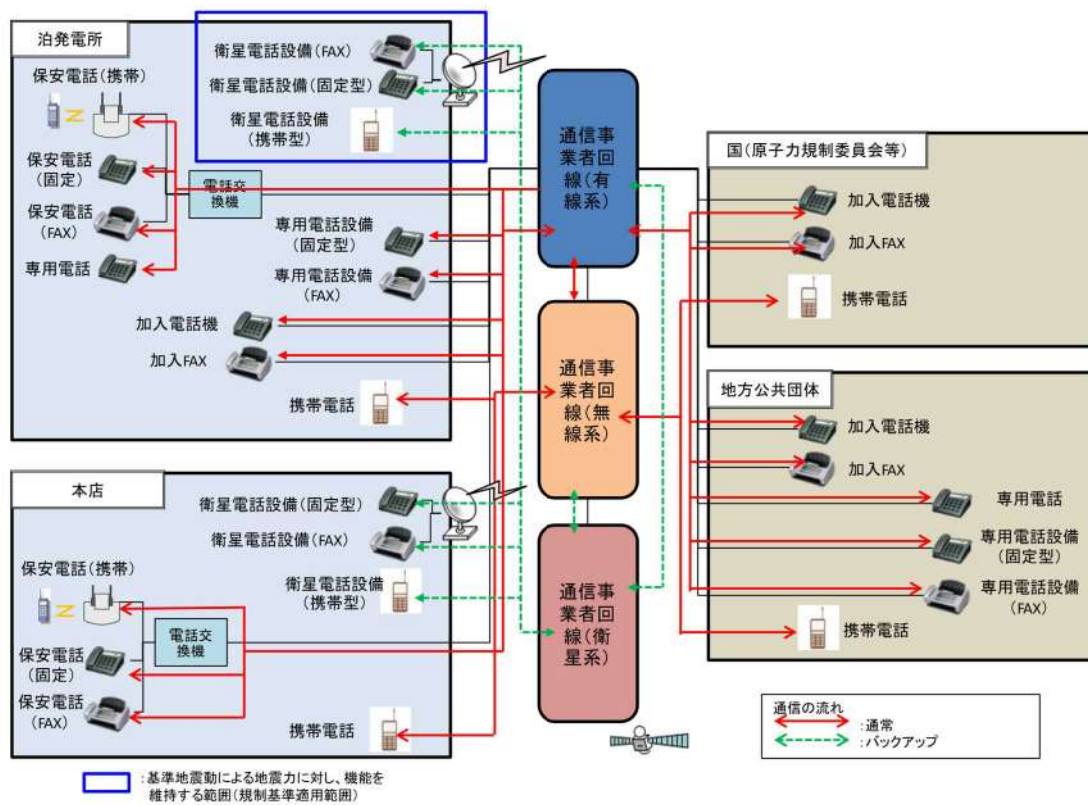 泊発電所
保安電話(携帯)
保安電話
(固定)
保安電話
(FAX)
専用電話
電話交
換機
衛星電話設備(FAX)
衛星電話設備(固定型)
衛星電話設備
(携帯型)
専用電話設備
(固定型)
専用電話設備
(FAX)
加入電話機
加入FAX
携帯電話
本店
衛星電話設備(固定型)
衛星電話設備(FAX)
衛星電話設備
(携帯型)
保安電話(携帯)
電話交
換機
保安電話
(固定)
保安電話
(FAX)
携帯電話
通信事
業者回
線(有
線系)
通信事
業者回
線(無
線系)
通信事
業者回
線(衛
星系)
国(原子力規制委員会等)
加入電話機
加入FAX
携帯電話
地方公共団体
加入電話機
加入FAX
専用電話
専用電話設備
(固定型)
専用電話設備
(FAX)
携帯電話
通信の流れ
:通常
:バックアップ
:基準地震動による地震力に対し、機能を
維持する範囲(規制基準適用範囲)